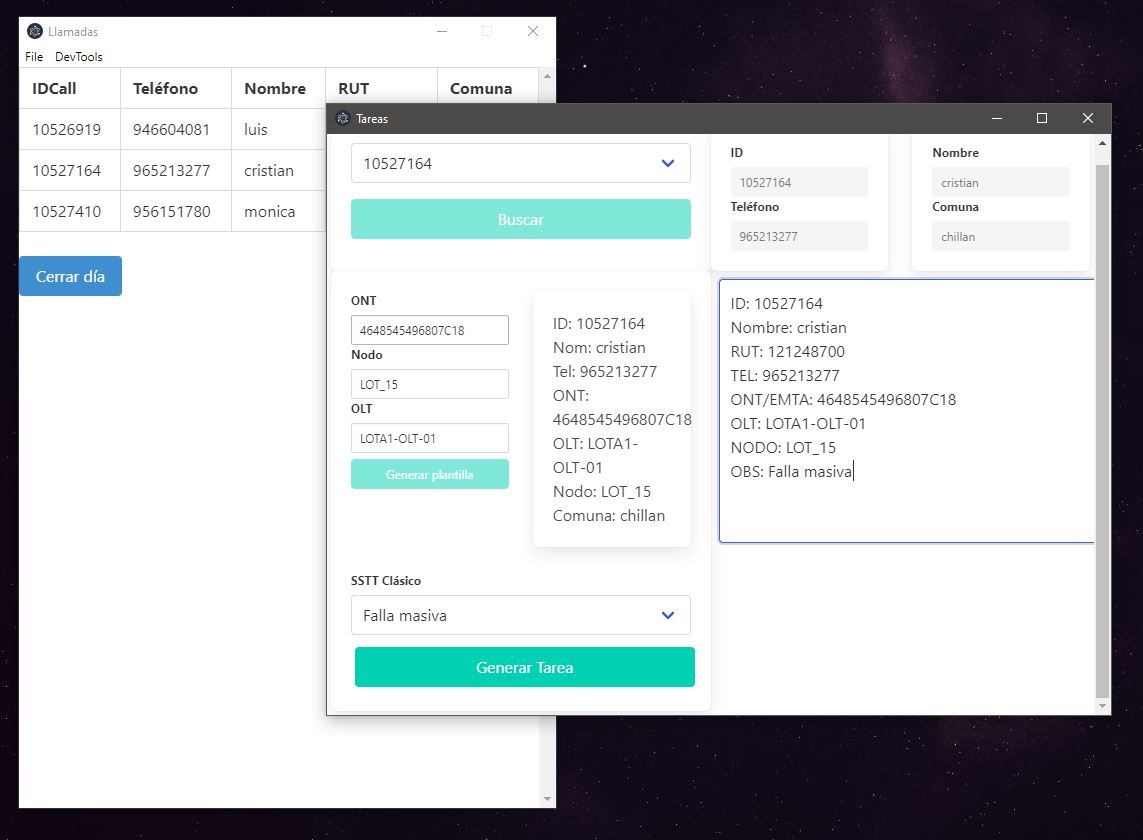 Llamadas
File DevTools
IDCall Teléfono Nombre RUT Comuna
10526919 946604081 luis
10527164 965213277 cristian
10527410 956151780 monica
Cerrar día
Tareas
10527164
Buscar
ID
10527164
Teléfono
965213277
Nombre
cristian
Comuna
chillan
ONT
4648545496807C18
Nodo
LOT_15
OLT
LOTA1-OLT-01
Generar plantilla
ID: 10527164
Nom: cristian
Tel: 965213277
ONT:
4648545496807C18
OLT: LOTA1-
OLT-01
Nodo: LOT_15
Comuna: chillan
SSTT Clásico
Falla masiva
Generar Tarea
ID: 10527164
Nombre: cristian
RUT: 121248700
TEL: 965213277
ONT/EMTA: 4648545496807C18
OLT: LOTA1-OLT-01
NODO: LOT_15
OBS: Falla masiva